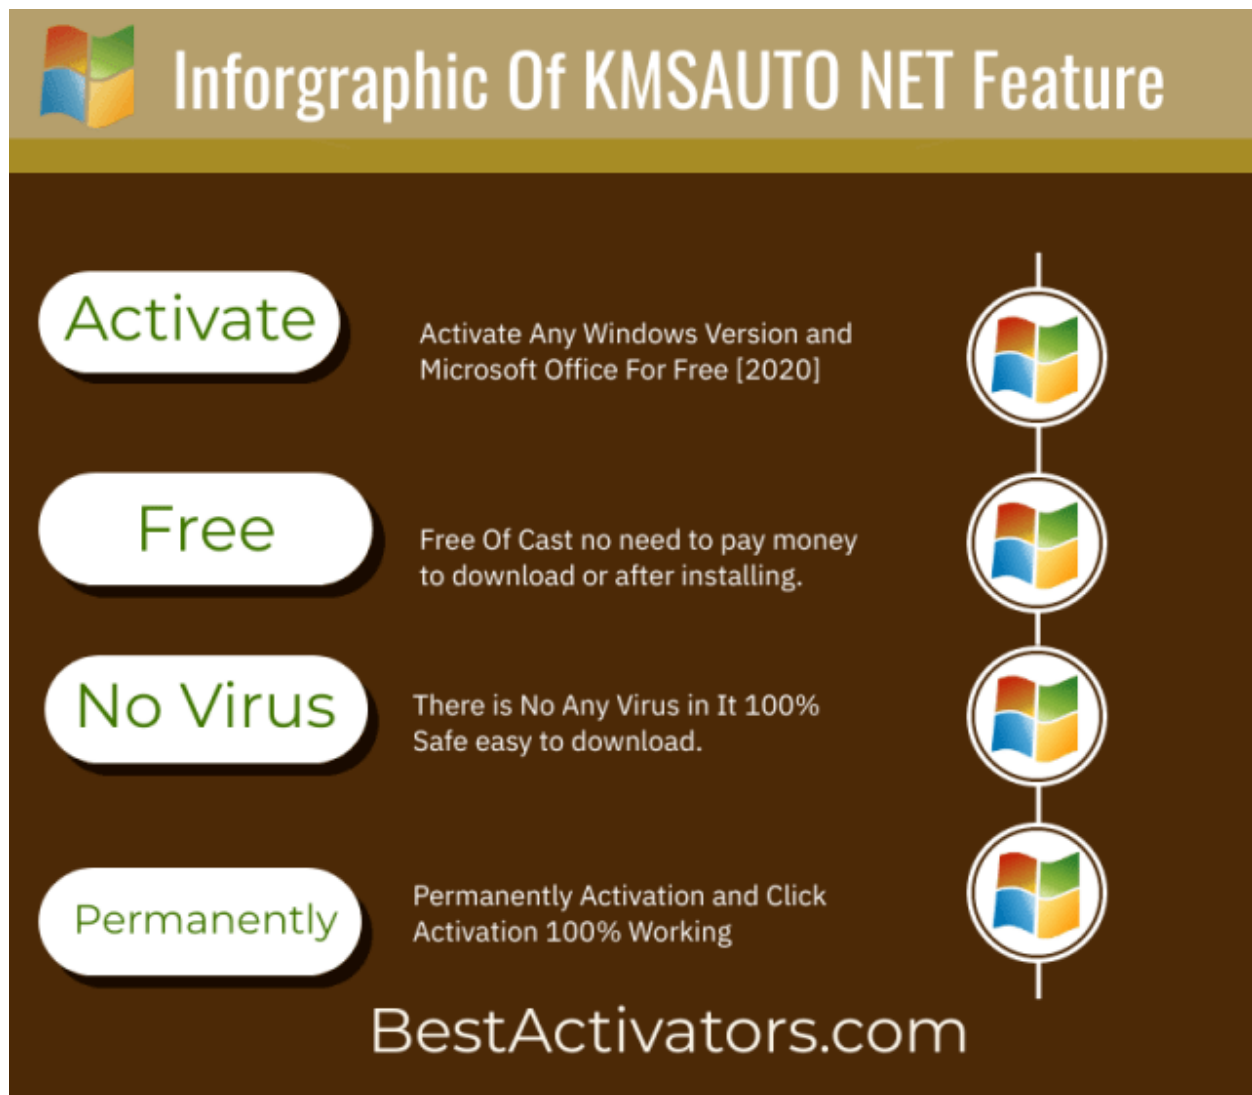 Inforgraphic Of KMSAUTO NET Feature
Activate
Activate Any Windows Version and
Microsoft Office For Free [2020]
Free
Free Of Cast no need to pay money
to download or after installing.
No Virus
There is No Any Virus in It 100%
Safe easy to download.
Permanently
Permanently Activation and Click
Activation 100% Working
BestActivators.com